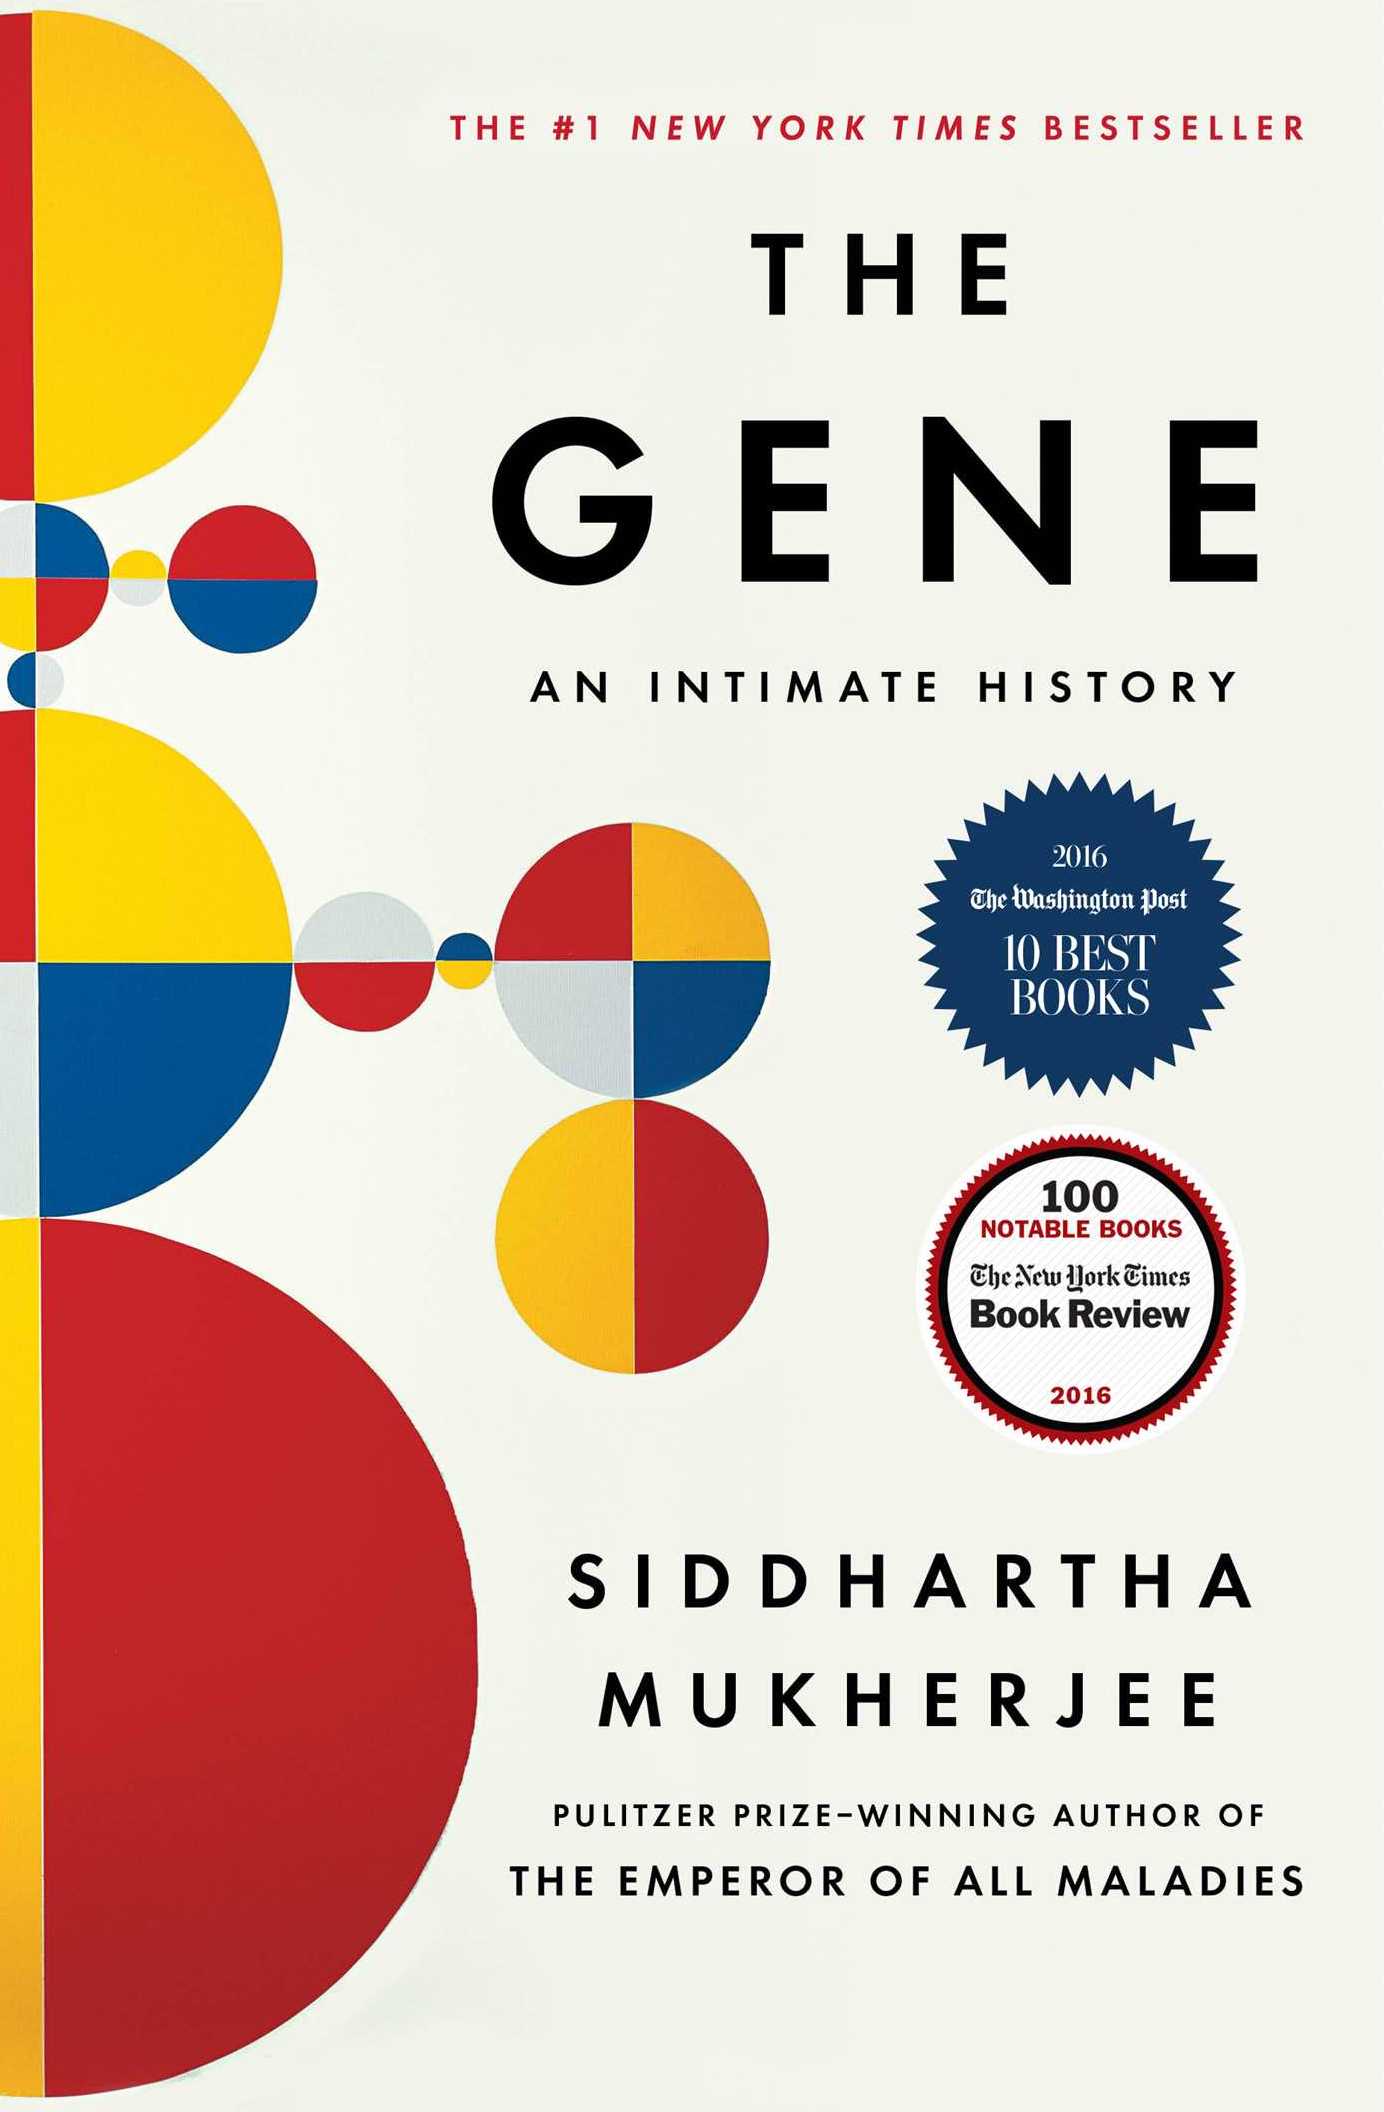 THE #1 NEW YORK TIMES BESTSELLER
THE
GENE
AN INTIMATE HISTORY
2016
The Washington Post
10 BEST
BOOKS
100
NOTABLE BOOKS
The New York Times
Book Review
2016
SIDDHARTHA
MUKHERJEE
PULITZER PRIZE–WINNING AUTHOR OF
THE EMPEROR OF ALL MALADIES